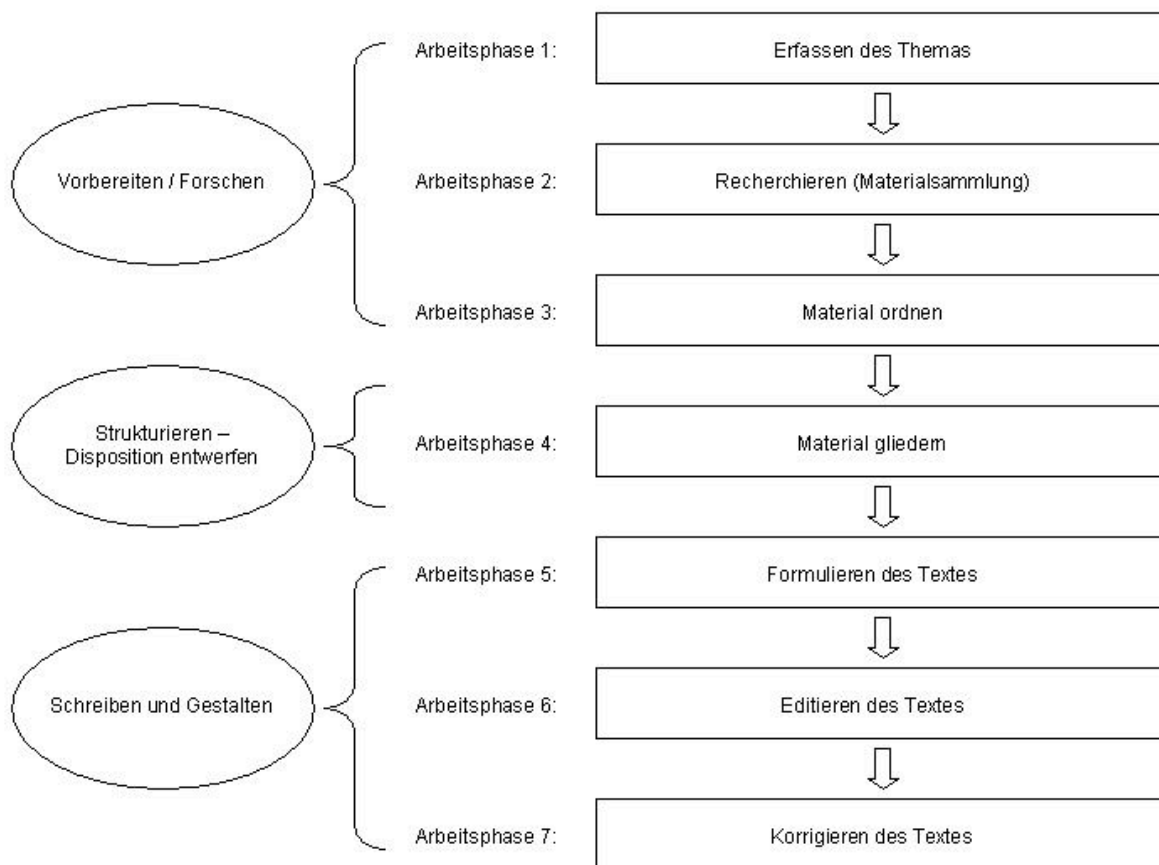 Arbeitsphase 1:
Erfassen des Themas
Vorbereiten / Forschen
Arbeitsphase 2:
Recherchieren (Materialsammlung)
Arbeitsphase 3:
Material ordnen
Strukturieren –
Disposition entwerfen
Arbeitsphase 4:
Material gliedern
Arbeitsphase 5:
Formulieren des Textes
Schreiben und Gestalten
Arbeitsphase 6:
Editieren des Textes
Arbeitsphase 7:
Korrigieren des Textes